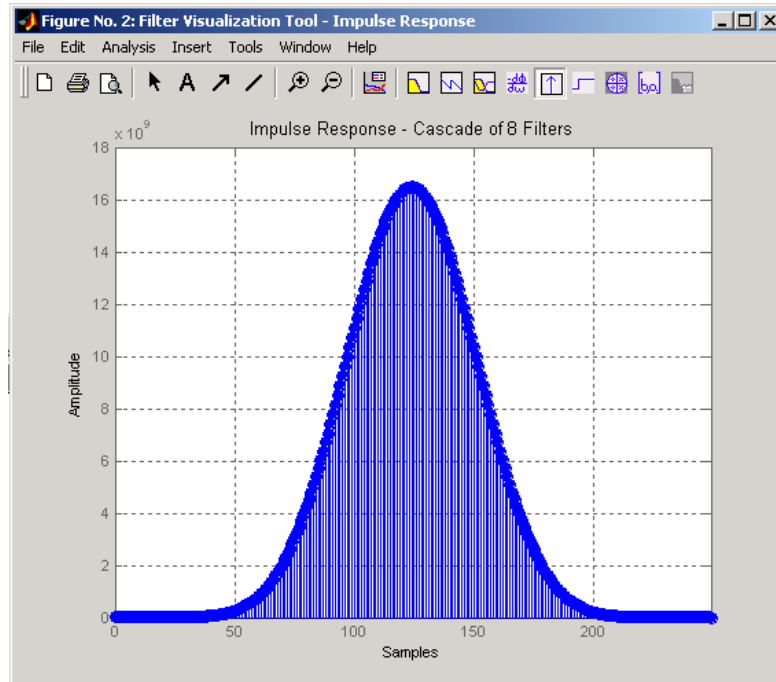 Figure No. 2: Filter Visualization Tool - Impulse Response
File Edit Analysis Insert Tools Window Help
A
-dϕ
dω
[b,a]
Impulse Response - Cascade of 8 Filters
x 10^9
18
16
14
12
10
8
6
4
2
0
Amplitude
0 50 100 150 200
Samples